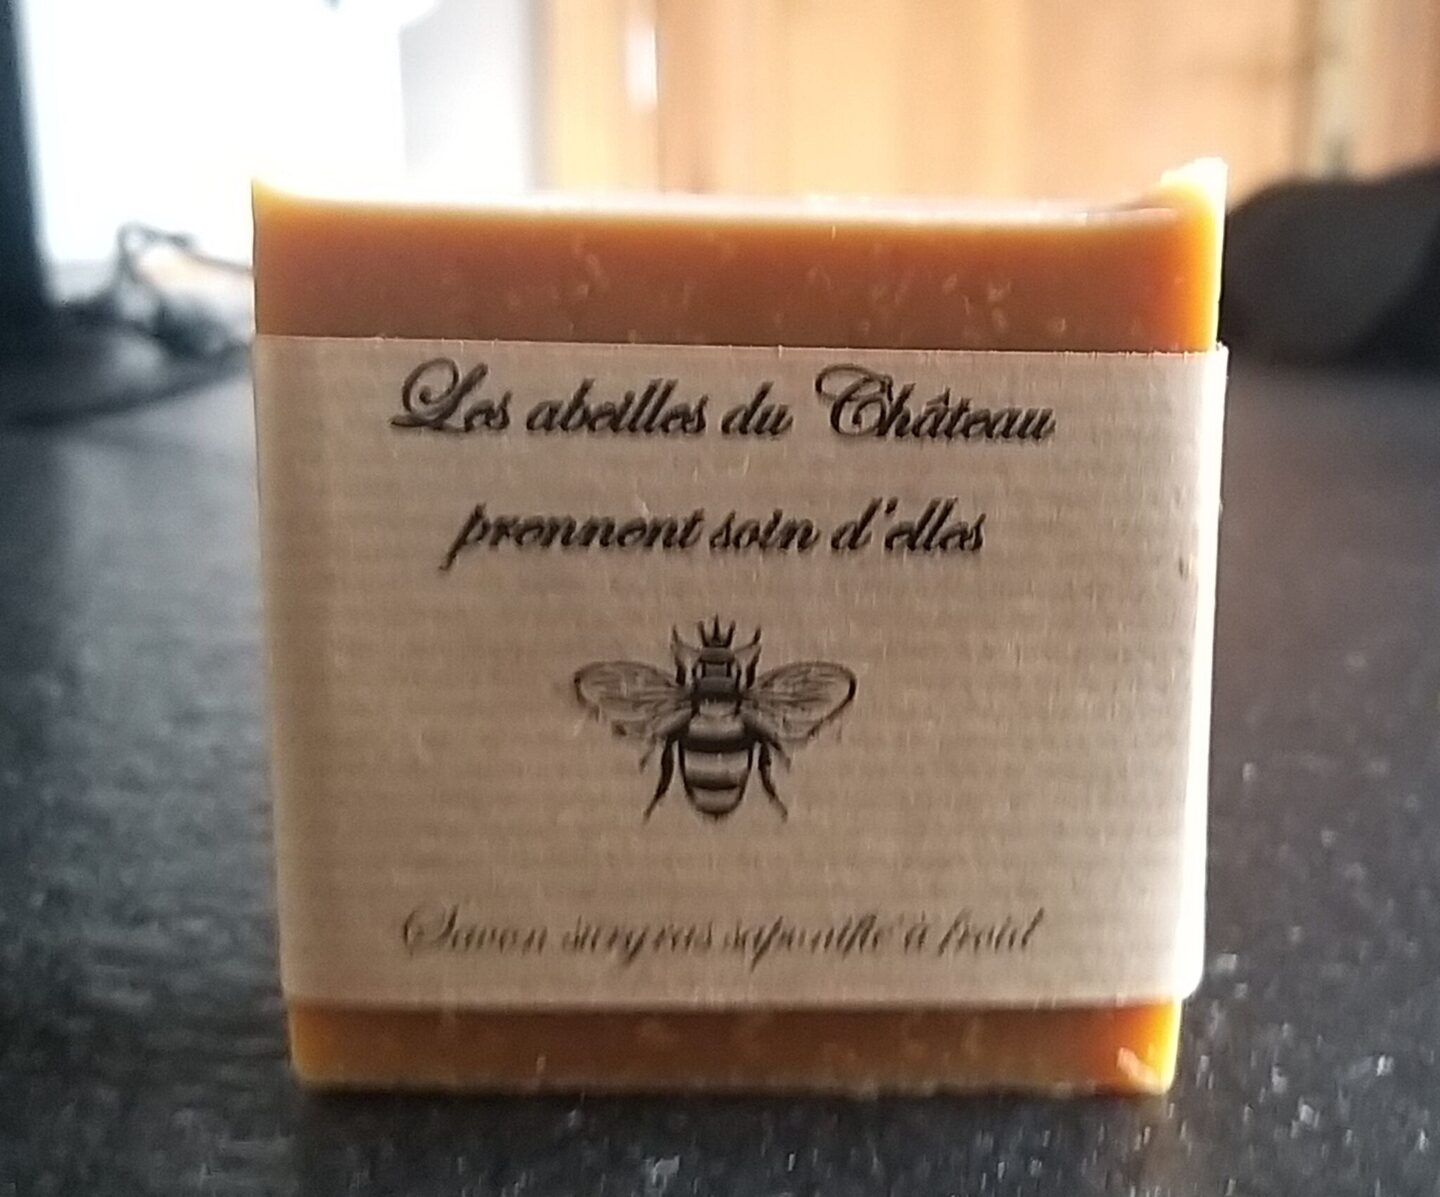 Les abeilles du Château
prennent soin d'elles
Savon surgras saponifié à froid